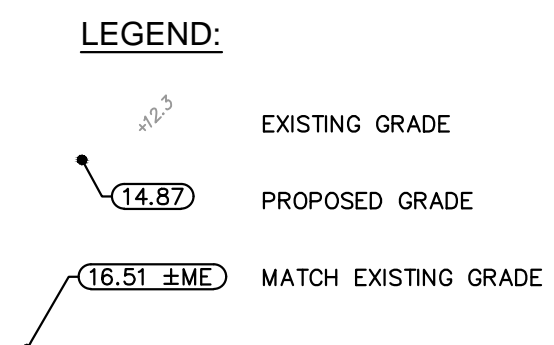 LEGEND:
+12.3 EXISTING GRADE
14.87 PROPOSED GRADE
16.51 ±ME MATCH EXISTING GRADE